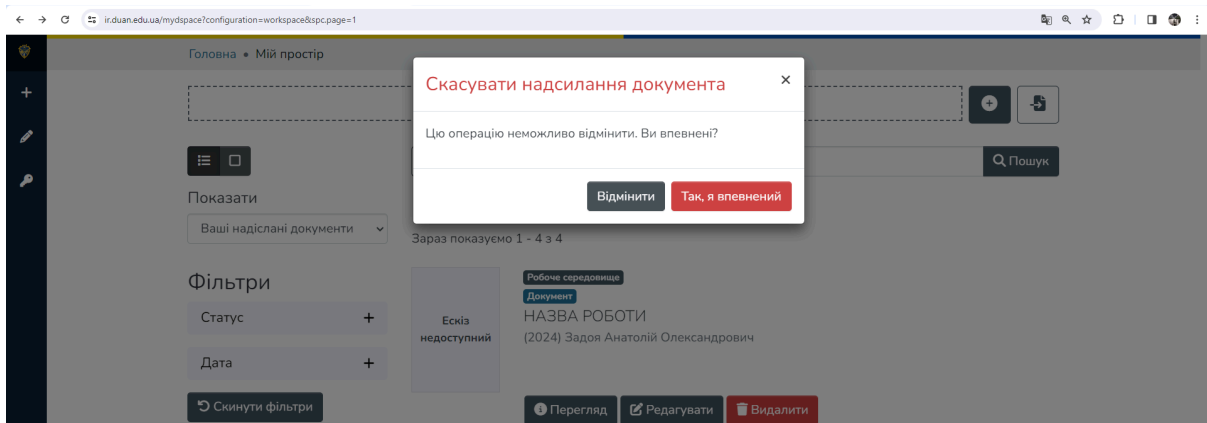 ir.duan.edu.ua/mydspace?configuration=workspace&spc.page=1
Головна • Мій простір
Скасувати надсилання документа ×
Цю операцію неможливо відмінити. Ви впевнені?
Відмінити Так, я впевнений
Пошук
Показати
Ваші надіслані документи
Зараз показуємо 1 - 4 з 4
Фільтри
Статус +
Дата +
Скинути фільтри
Ескіз
недоступний
Робоче середовище
Документ
НАЗВА РОБОТИ
(2024) Задоя Анатолій Олександрович
Перегляд Редагувати Видалити